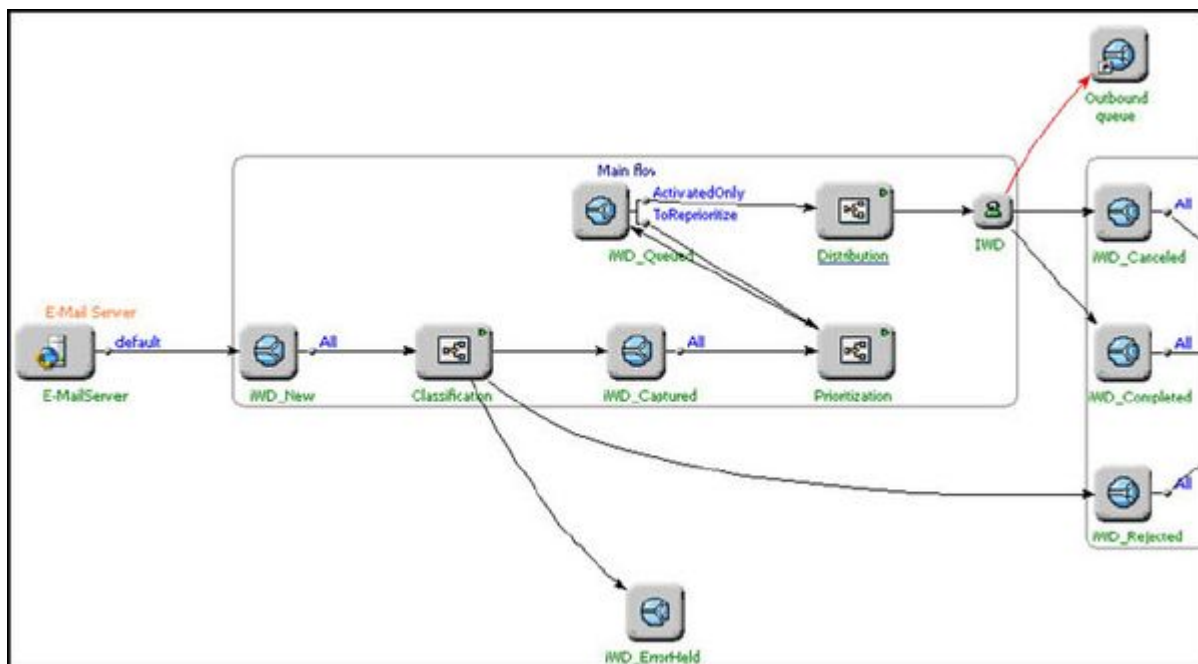 Outbound
queue
Main flow
ActivatedOnly
ToReprioritize
All
iWD_Queued
Distribution
IWD
iWD_Canceled
E-Mail Server
default
All
All
All
E-MailServer
iWD_New
Classification
iWD_Captured
Prioritization
iWD_Completed
All
iWD_Rejected
iWD_ErrorHeld